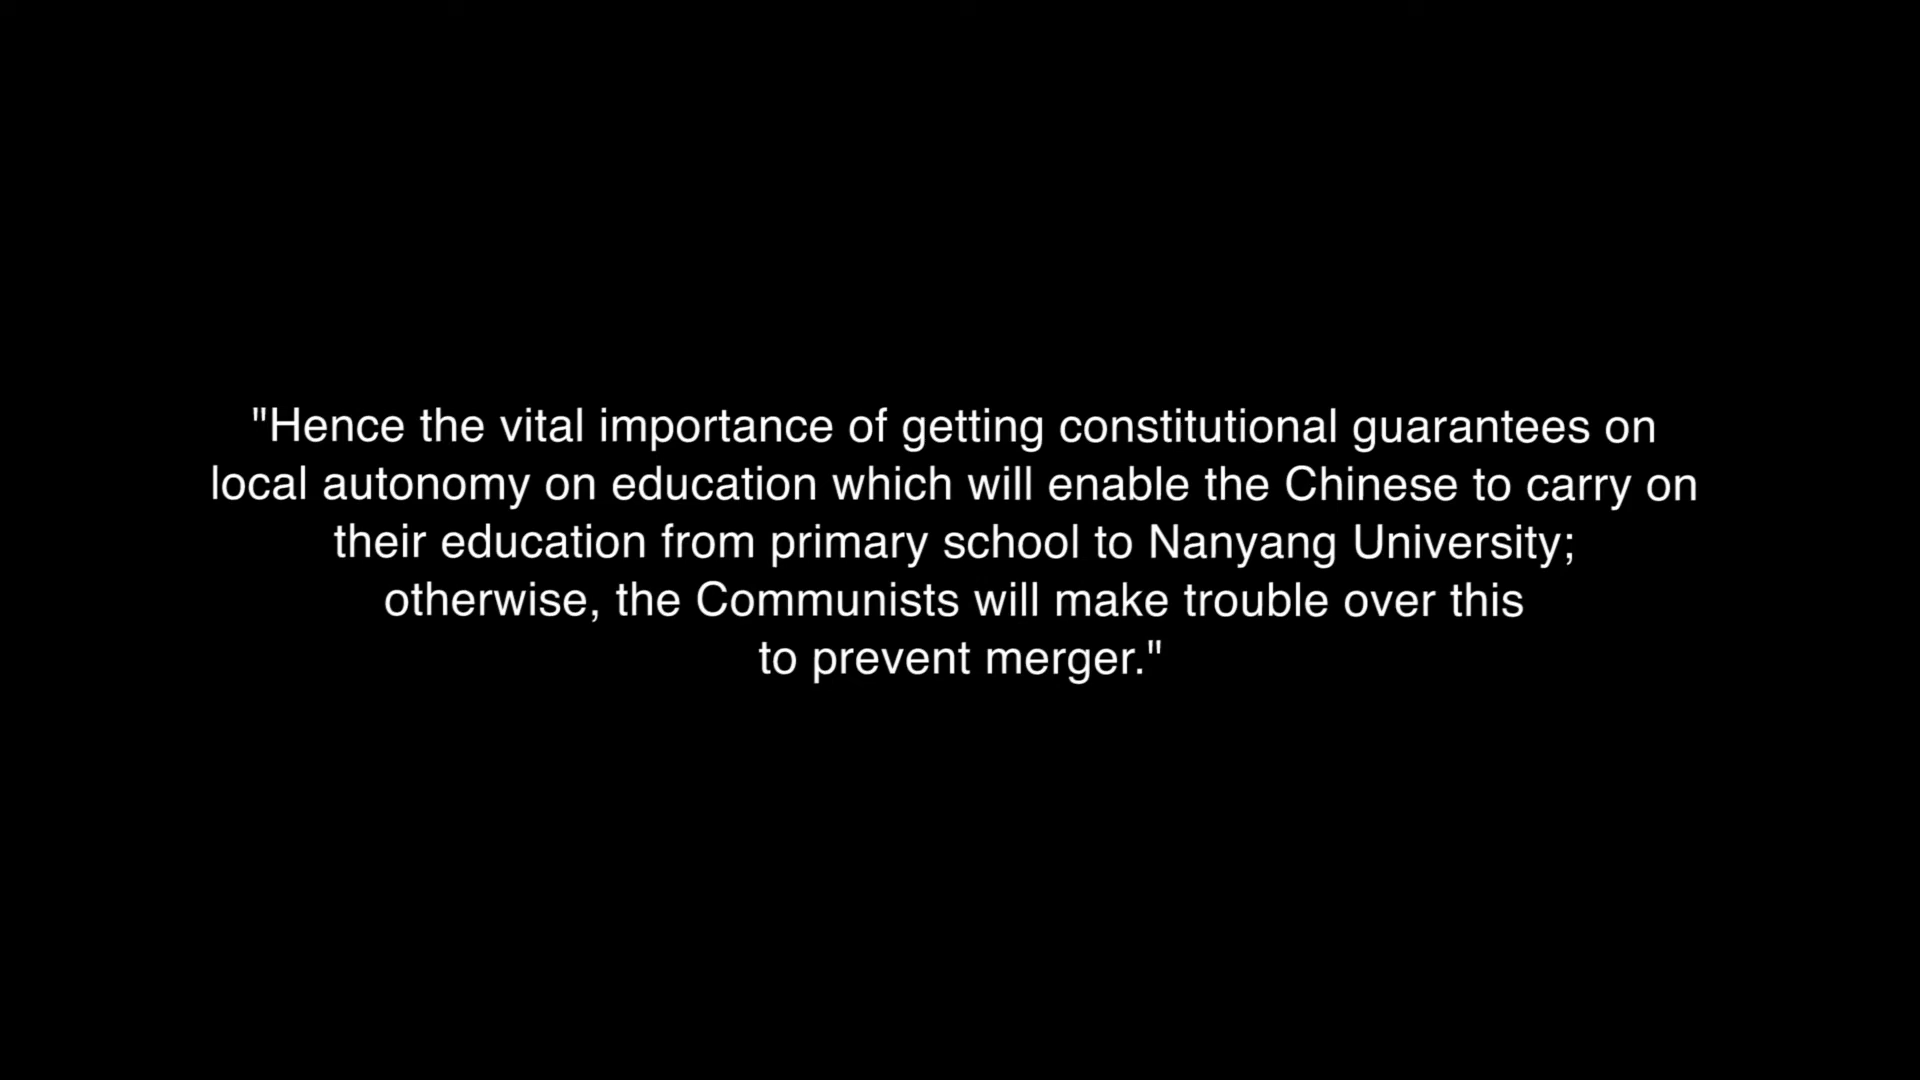 "Hence the vital importance of getting constitutional guarantees on
local autonomy on education which will enable the Chinese to carry on
their education from primary school to Nanyang University;
otherwise, the Communists will make trouble over this
to prevent merger."